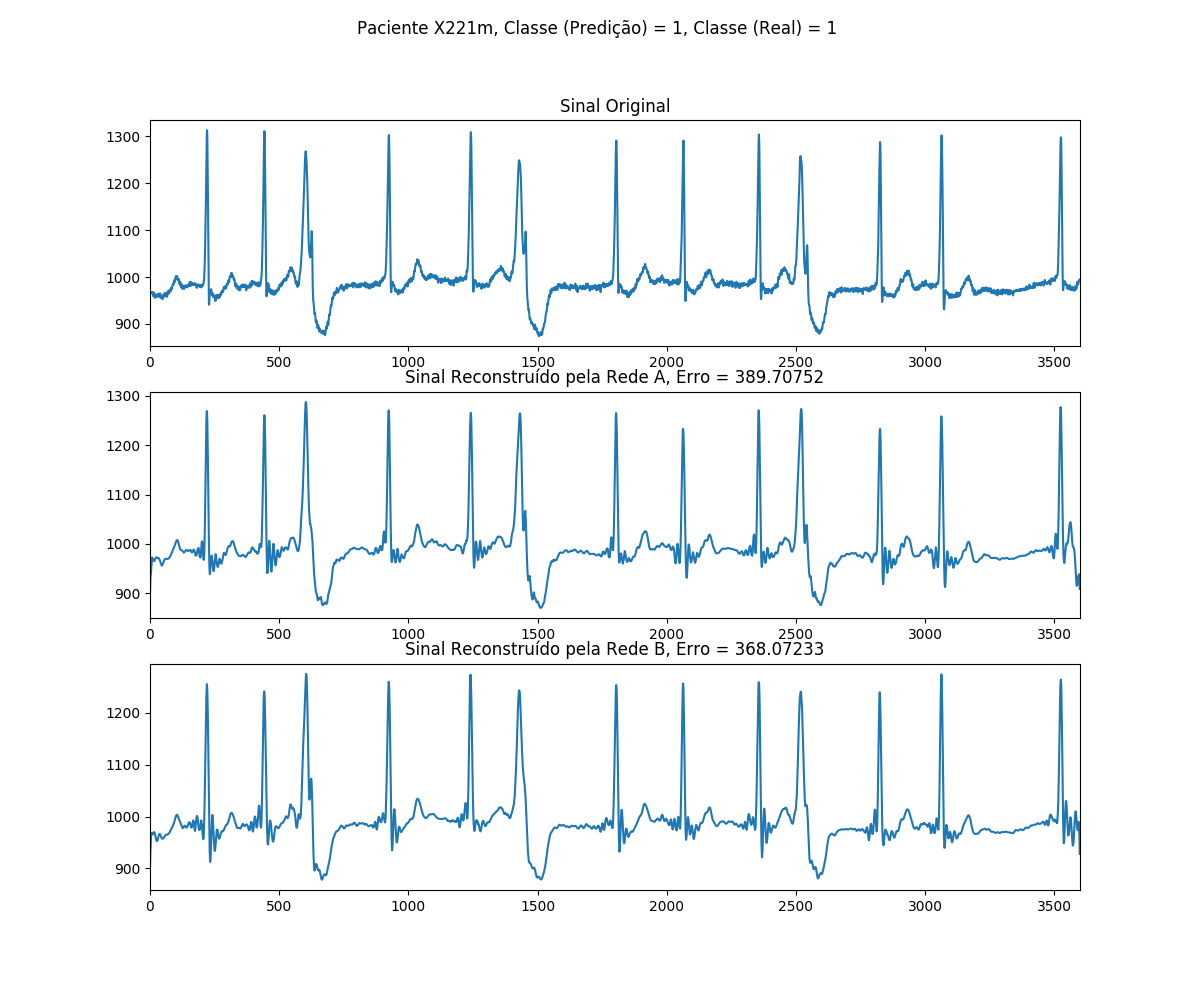 Paciente X221m, Classe (Predição) = 1, Classe (Real) = 1
Sinal Original
1300
1200
1100
1000
900
0 500 1000 1500 2000 2500 3000 3500
Sinal Reconstruído pela Rede A, Erro = 389.70752
1300
1200
1100
1000
900
0 500 1000 1500 2000 2500 3000 3500
Sinal Reconstruído pela Rede B, Erro = 368.07233
1200
1100
1000
900
0 500 1000 1500 2000 2500 3000 3500